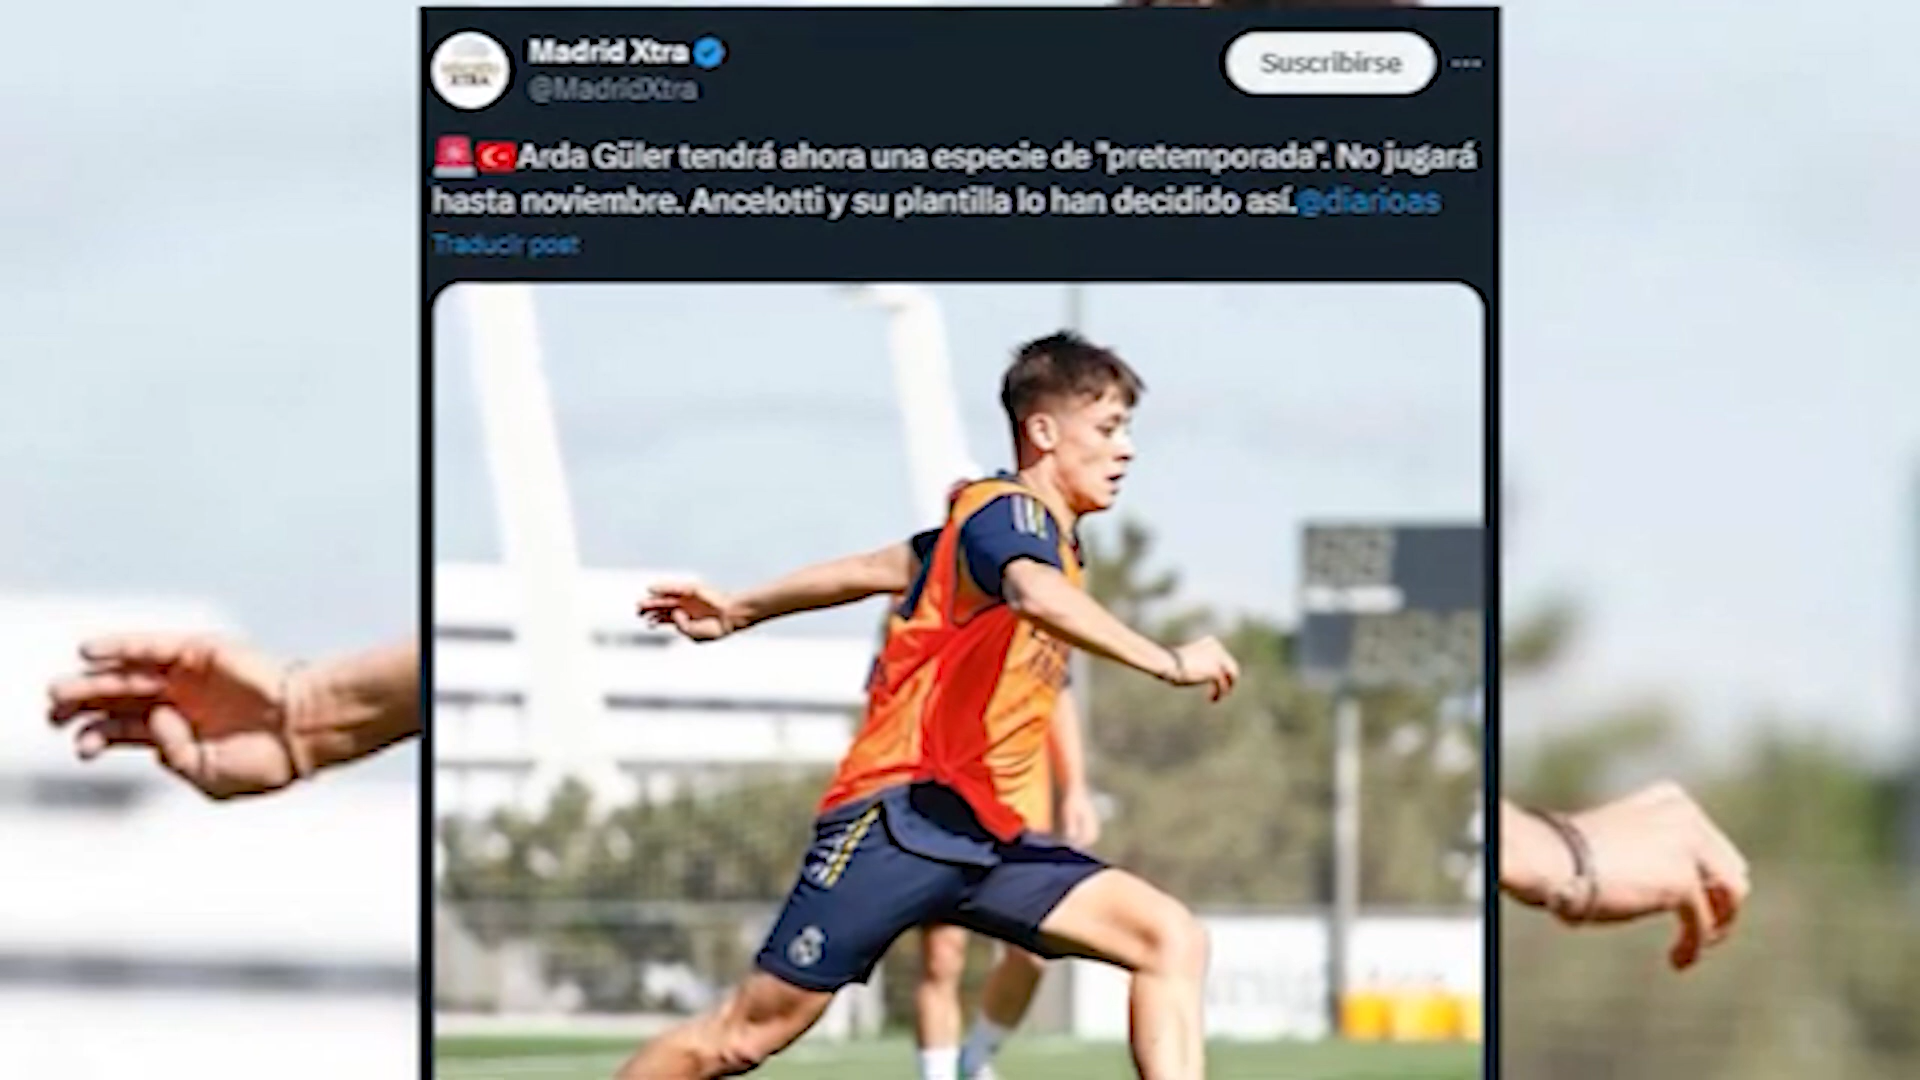 Madrid Xtra
Suscribirse
@MadridXtra
XTRA
🚨🇹🇷Arda Güler tendrá ahora una especie de "pretemporada". No jugará
hasta noviembre. Ancelotti y su plantilla lo han decidido así.@diarioas
Traducir post